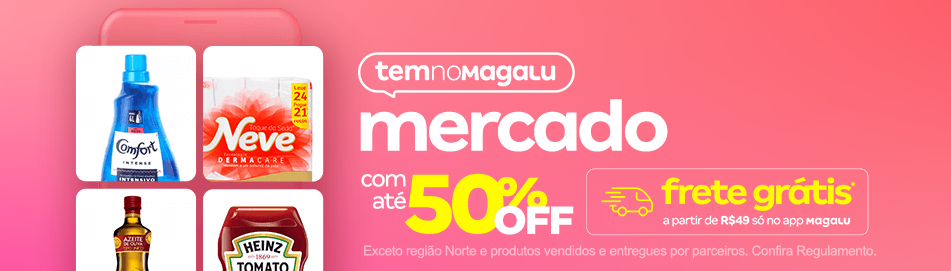 Comfort
INTENSE
INTENSIVO
Leve
24
Pague
21
rolos
Toque da Seda
Neve
DERMACARE
AZEITE
DE OLIVA
HEINZ
1869
TOMATO
temnomagalu
mercado
com
até
50%
OFF
frete grátis*
a partir de R$49 só no app magalu
Exceto região Norte e produtos vendidos e entregues por parceiros. Confira Regulamento.